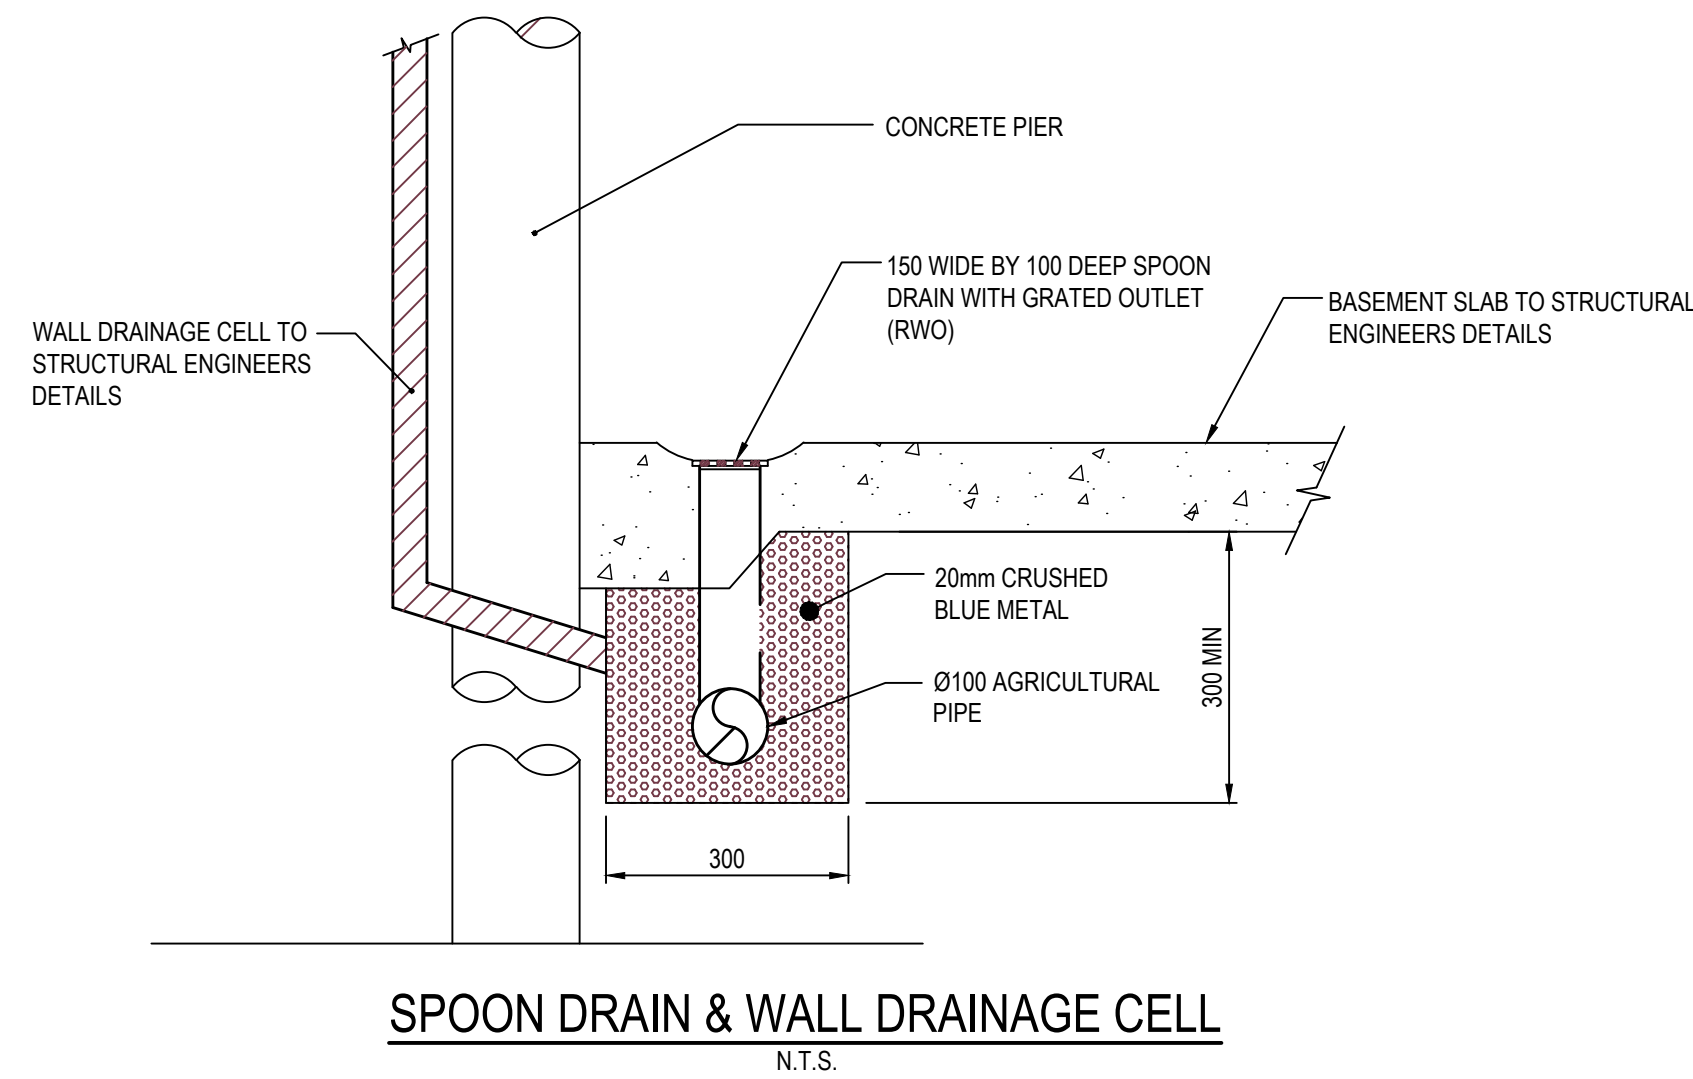 CONCRETE PIER
150 WIDE BY 100 DEEP SPOON
DRAIN WITH GRATED OUTLET
(RWO)
BASEMENT SLAB TO STRUCTURAL
ENGINEERS DETAILS
WALL DRAINAGE CELL TO
STRUCTURAL ENGINEERS
DETAILS
20mm CRUSHED
BLUE METAL
Ø100 AGRICULTURAL
PIPE
300 MIN
300
SPOON DRAIN & WALL DRAINAGE CELL
N.T.S.